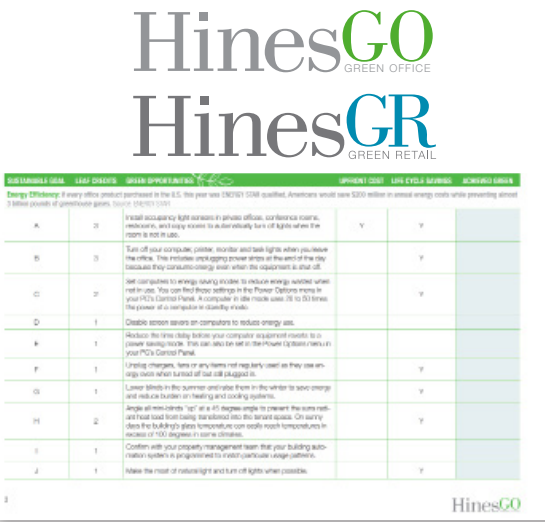 HinesGO
GREEN OFFICE
HinesGR
GREEN RETAIL
SUSTAINABLE GOAL LEAF CREDITS GREEN OPPORTUNITIES UPFRONT COST LIFE CYCLE SAVINGS ACHIEVED GREEN
Energy Efficiency: If every office product purchased in the U.S. this year was ENERGY STAR qualified, Americans would save $200 million in annual energy costs while preventing almost
3 billion pounds of greenhouse gases. Source: ENERGY STAR
Install occupancy light sensors in private offices, conference rooms,
A 3 restrooms, and copy rooms to automatically turn off lights when the Y Y
room is not in use.
Turn off your computer, printer, monitor and task lights when you leave
B 3 the office. This includes unplugging power strips at the end of the day Y
because they consume energy even when the equipment is shut off.
Set computers to energy saving modes to reduce energy wasted when
C 2 not in use. You can find these settings in the Power Options menu in Y
your PC's Control Panel. A computer in idle mode uses 20 to 50 times
the power of a computer in standby mode.
D 1 Disable screen savers on computers to reduce energy use. Y
Reduce the time delay before your computer equipment reverts to a
E 1 power saving mode. This can also be set in the Power Options menu in Y
your PC's Control Panel.
F 1 Unplug chargers, fans or any items not regularly used as they use en- Y
ergy even when turned off but still plugged in.
G 1 Lower blinds in the summer and raise them in the winter to save energy Y
and reduce burden on heating and cooling systems.
Angle all mini-blinds "up" at a 45 degree angle to prevent the suns radi-
H 2 ant heat load from being transferred into the tenant space. On sunny Y
days the building's glass temperature can easily reach temperatures in
excess of 100 degrees in some climates.
I 1 Confirm with your property management team that your building auto- Y
mation system is programmed to match particular usage patterns.
J 1 Make the most of natural light and turn off lights when possible. Y
HinesGO